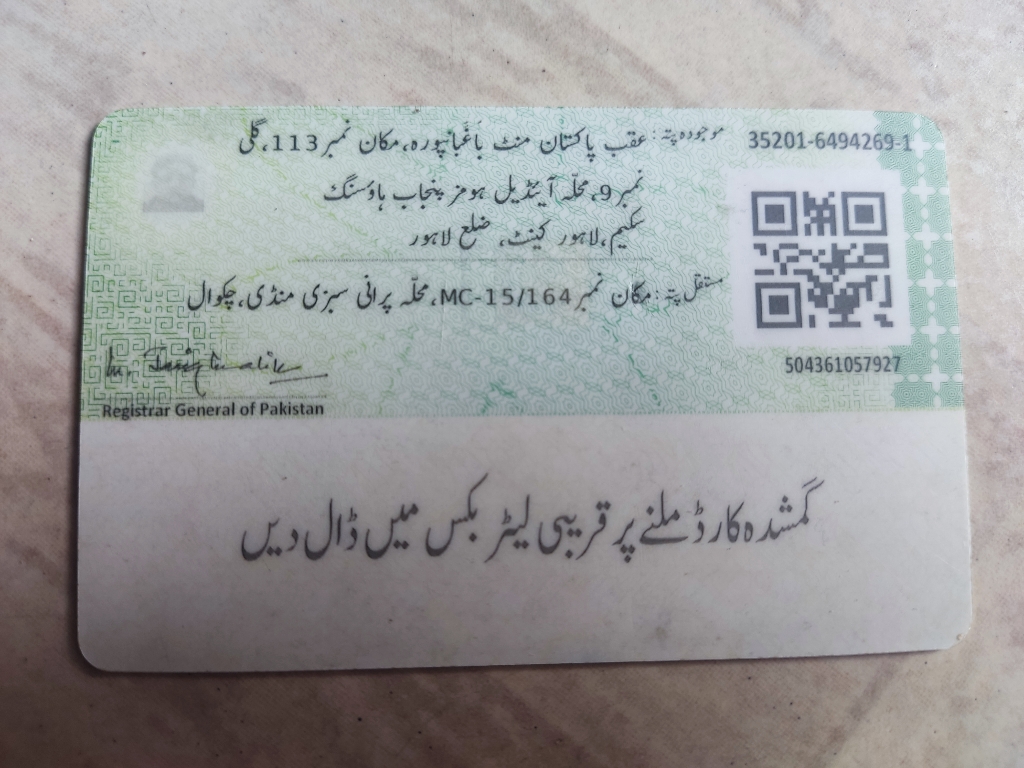 35201-6494269-1
موجودہ پتہ: عقب پاکستان منٹ باغبانپورہ، مکان نمبر 113، گلی
نمبر 9، محلّہ آئیڈیل ہومز پنجاب ہاؤسنگ
سکیم، لاہور کینٹ، ضلع لاہور
مستقل پتہ: مکان نمبر MC-15/164، محلّہ پرانی سبزی منڈی، چکوال
504361057927
Registrar General of Pakistan
گمشدہ کارڈ ملنے پر قریبی لیٹر بکس میں ڈال دیں